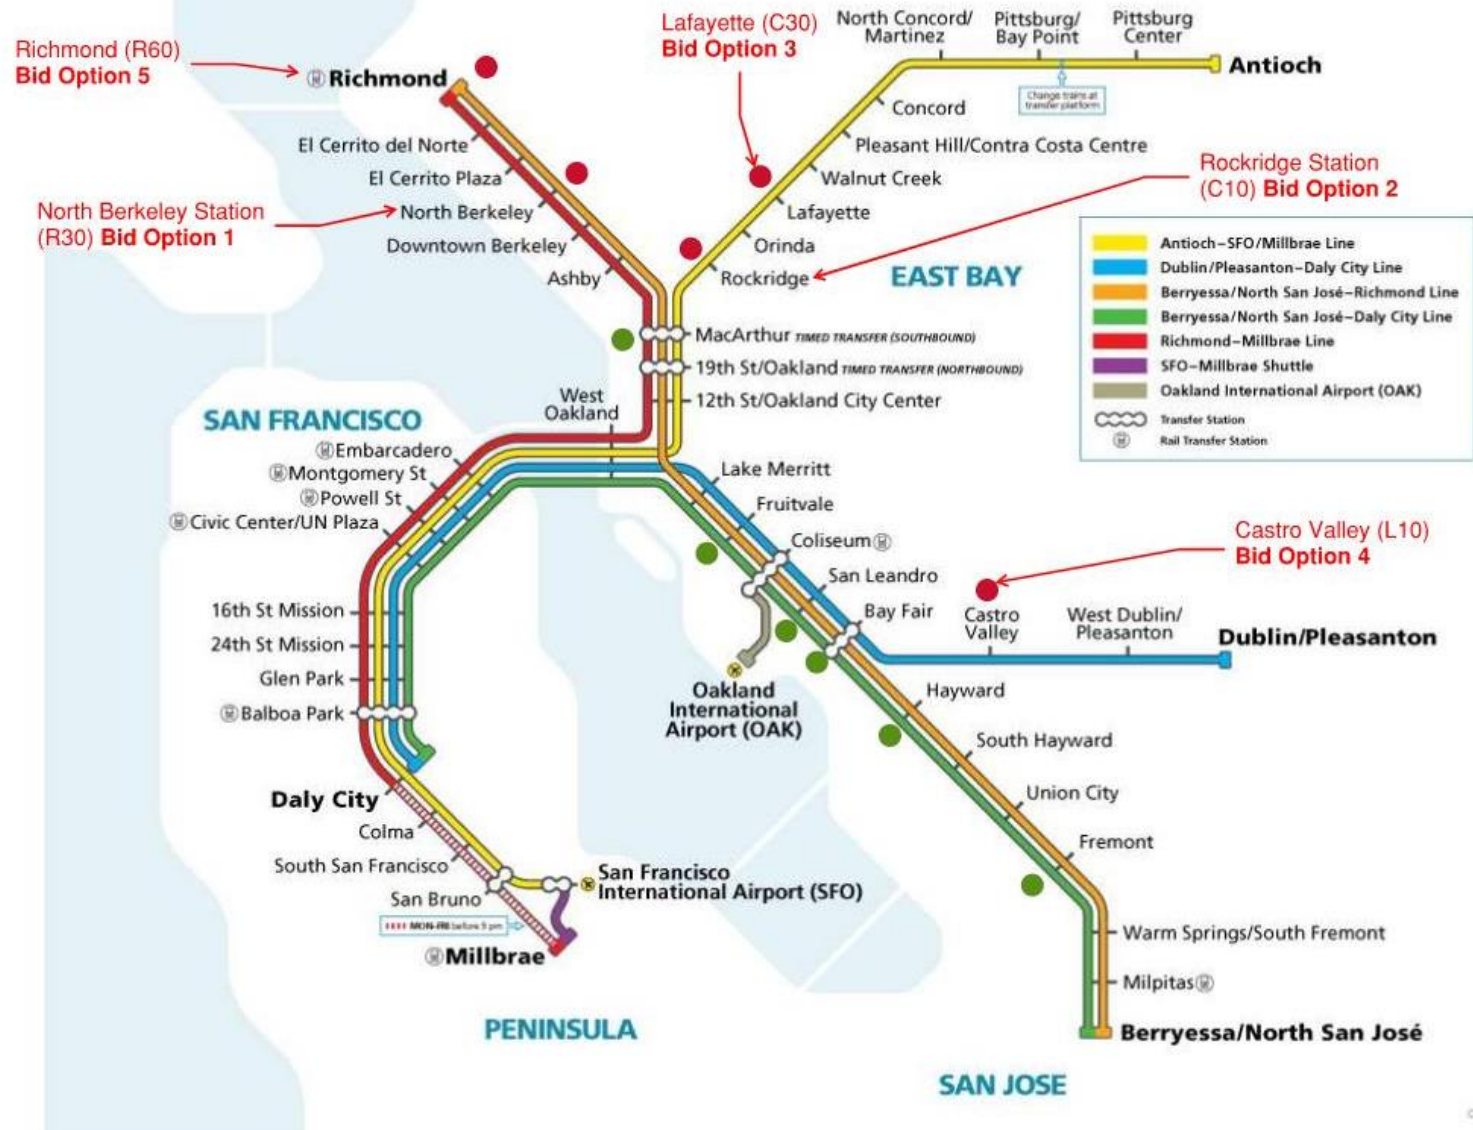 Richmond (R60)
Bid Option 5
Richmond
El Cerrito del Norte
El Cerrito Plaza
North Berkeley Station
(R30) Bid Option 1
North Berkeley
Downtown Berkeley
Ashby
Lafayette (C30)
Bid Option 3
North Concord/
Martinez
Pittsburg/
Bay Point
Pittsburg
Center
Antioch
Change trains at
transfer platform
Concord
Pleasant Hill/Contra Costa Centre
Walnut Creek
Lafayette
Orinda
Rockridge
Rockridge Station
(C10) Bid Option 2
EAST BAY
Antioch–SFO/Millbrae Line
Dublin/Pleasanton–Daly City Line
Berryessa/North San José–Richmond Line
Berryessa/North San José–Daly City Line
Richmond–Millbrae Line
SFO–Millbrae Shuttle
Oakland International Airport (OAK)
Transfer Station
Rail Transfer Station
MacArthur TIMED TRANSFER (SOUTHBOUND)
19th St/Oakland TIMED TRANSFER (NORTHBOUND)
12th St/Oakland City Center
West
Oakland
SAN FRANCISCO
Embarcadero
Montgomery St
Powell St
Civic Center/UN Plaza
16th St Mission
24th St Mission
Glen Park
Balboa Park
Daly City
Colma
South San Francisco
San Bruno
MON-FRI before 9 pm
Millbrae
San Francisco
International Airport (SFO)
PENINSULA
Lake Merritt
Fruitvale
Coliseum
San Leandro
Bay Fair
Oakland
International
Airport (OAK)
Castro Valley (L10)
Bid Option 4
Castro
Valley
West Dublin/
Pleasanton
Dublin/Pleasanton
Hayward
South Hayward
Union City
Fremont
Warm Springs/South Fremont
Milpitas
Berryessa/North San José
SAN JOSE